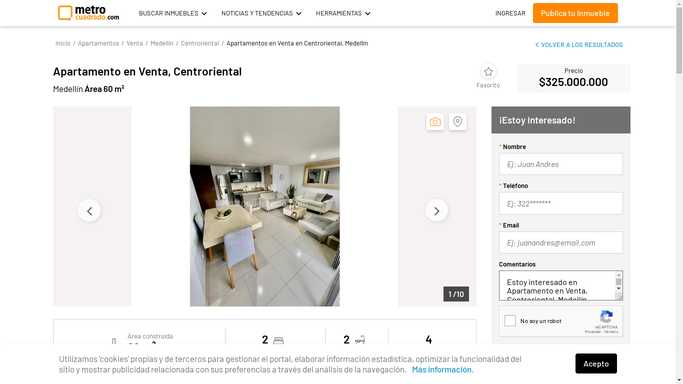 metro
cuadrado.com
BUSCAR INMUEBLES
NOTICIAS Y TENDENCIAS
HERRAMIENTAS
INGRESAR
Publica tu Inmueble
Inicio / Apartamentos / Venta / Medellín / Centroriental / Apartamentos en Venta en Centroriental, Medellín
VOLVER A LOS RESULTADOS
Apartamento en Venta, Centroriental
Medellín Área 60 m²
Favorito
Precio
$325.000.000
1 /10
¡Estoy Interesado!
* Nombre
Ej: Juan Andres
* Teléfono
Ej: 322*******
* Email
Ej: juanandres@email.com
Comentarios
Estoy interesado en
Apartamento en Venta,
Centroriental, Medellín
No soy un robot
reCAPTCHA
Privacidad - Términos
Área construida
2
2
4
Utilizamos 'cookies' propias y de terceros para gestionar el portal, elaborar información estadística, optimizar la funcionalidad del
sitio y mostrar publicidad relacionada con sus preferencias a través del análisis de la navegación. Más información.
Acepto